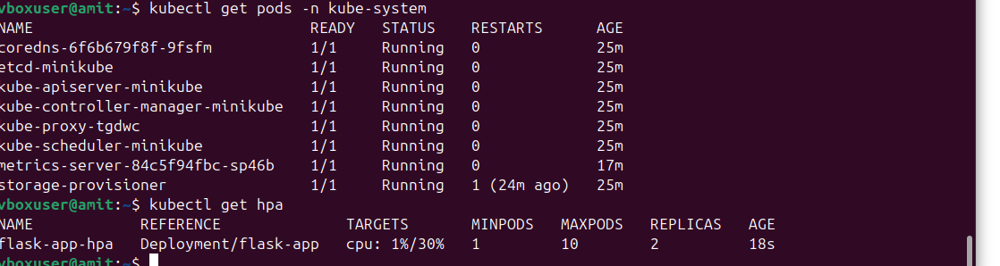 vboxuser@amit:~$ kubectl get pods -n kube-system
NAME READY STATUS RESTARTS AGE
coredns-6f6b679f8f-9fsfm 1/1 Running 0 25m
etcd-minikube 1/1 Running 0 25m
kube-apiserver-minikube 1/1 Running 0 25m
kube-controller-manager-minikube 1/1 Running 0 25m
kube-proxy-tgdwc 1/1 Running 0 25m
kube-scheduler-minikube 1/1 Running 0 25m
metrics-server-84c5f94fbc-sp46b 1/1 Running 0 17m
storage-provisioner 1/1 Running 1 (24m ago) 25m
vboxuser@amit:~$ kubectl get hpa
NAME REFERENCE TARGETS MINPODS MAXPODS REPLICAS AGE
flask-app-hpa Deployment/flask-app cpu: 1%/30% 1 10 2 18s
vboxuser@amit:~$